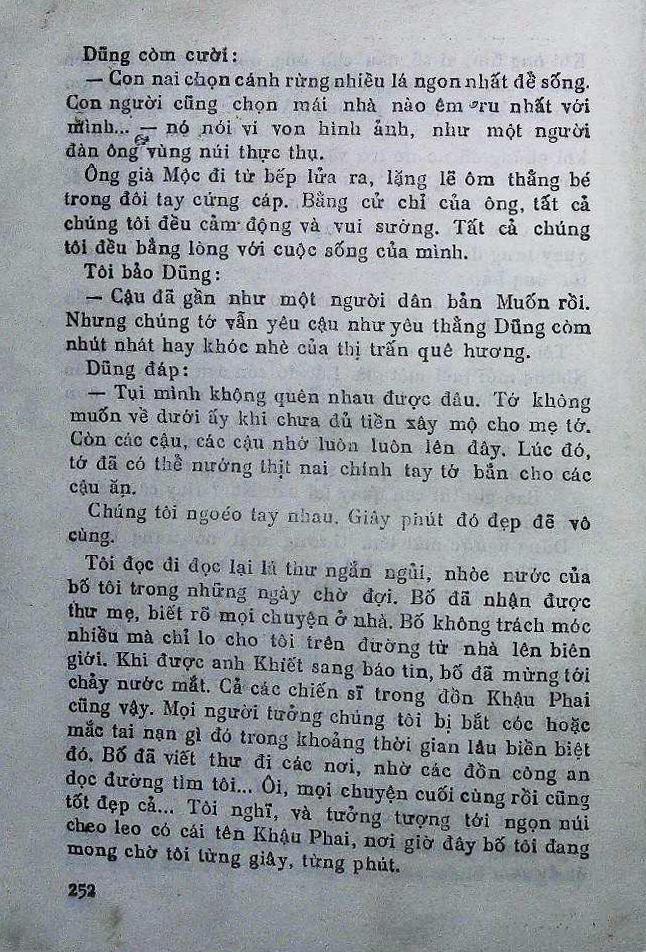 Dũng còm cười:
— Con nai chọn cánh rừng nhiều lá ngon nhất để sống.
Con người cũng chọn mái nhà nào êm ru nhất với
mình... — nó nói ví von hình ảnh, như một người
đàn ông vùng núi thực thụ.
Ông già Mộc đi từ bếp lửa ra, lặng lẽ ôm thằng bé
trong đôi tay cứng cáp. Bằng cử chỉ của ông, tất cả
chúng tôi đều cảm động và vui sướng. Tất cả chúng
tôi đều bằng lòng với cuộc sống của mình.
Tôi bảo Dũng:
— Cậu đã gần như một người dân bản Muốn rồi.
Nhưng chúng tớ vẫn yêu cậu như yêu thằng Dũng còm
nhút nhát hay khóc nhè của thị trấn quê hương.
Dũng đáp:
— Tụi mình không quên nhau được đâu. Tớ không
muốn về dưới ấy khi chưa đủ tiền xây mộ cho mẹ tớ.
Còn các cậu, các cậu nhớ luôn luôn lên đây. Lúc đó,
tớ đã có thể nướng thịt nai chính tay tớ bắn cho các
cậu ăn.
Chúng tôi ngoéo tay nhau. Giây phút đó đẹp đẽ vô
cùng.
Tôi đọc đi đọc lại lá thư ngắn ngủi, nhòe nước của
bố tôi trong những ngày chờ đợi. Bố đã nhận được
thư mẹ, biết rõ mọi chuyện ở nhà. Bố không trách móc
nhiều mà chỉ lo cho tôi trên đường từ nhà lên biên
giới. Khi được anh Khiết sang báo tin, bố đã mừng tới
chảy nước mắt. Cả các chiến sĩ trong đồn Khậu Phai
cũng vậy. Mọi người tưởng chúng tôi bị bắt cóc hoặc
mắc tai nạn gì đó trong khoảng thời gian lâu biền biệt
đó. Bố đã viết thư đi các nơi, nhờ các đồn công an
dọc đường tìm tôi... Ôi, mọi chuyện cuối cùng rồi cũng
tốt đẹp cả... Tôi nghĩ, và tưởng tượng tới ngọn núi
cheo leo có cái tên Khậu Phai, nơi giờ đây bố tôi đang
mong chờ tôi từng giây, từng phút.
252